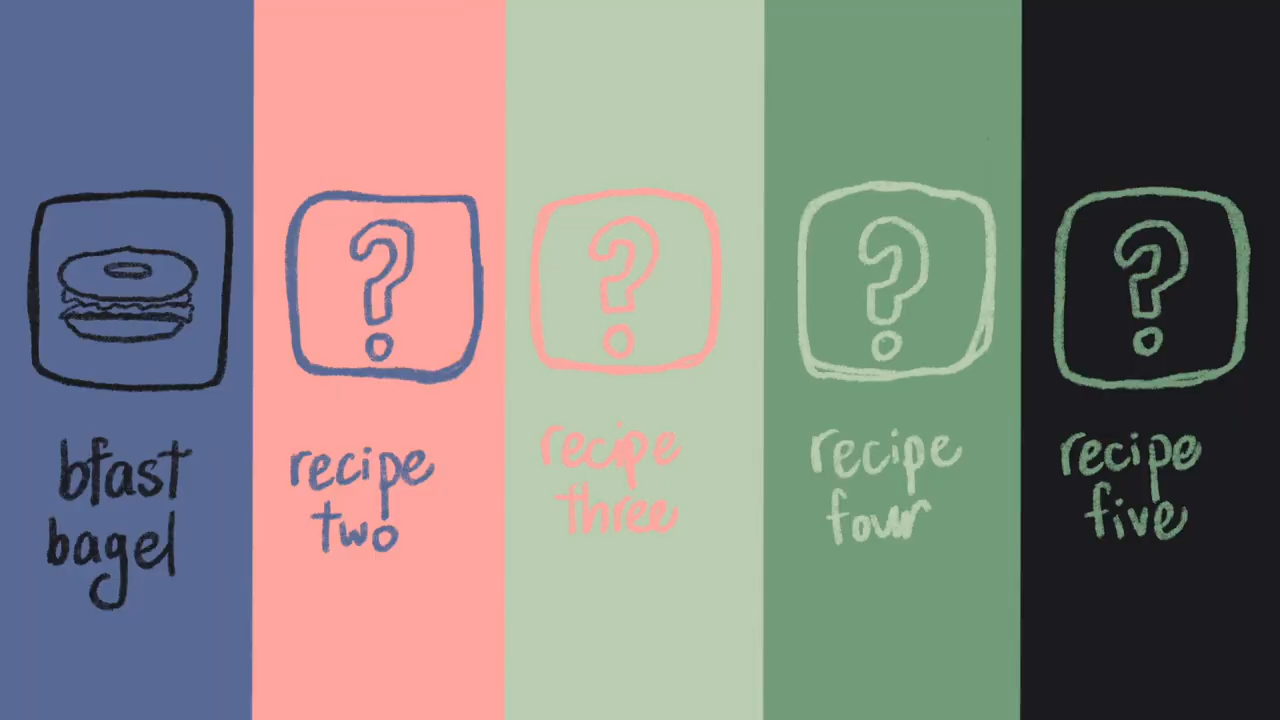 bfast
bagel
?
recipe
two
?
recipe
three
?
recipe
four
?
recipe
five